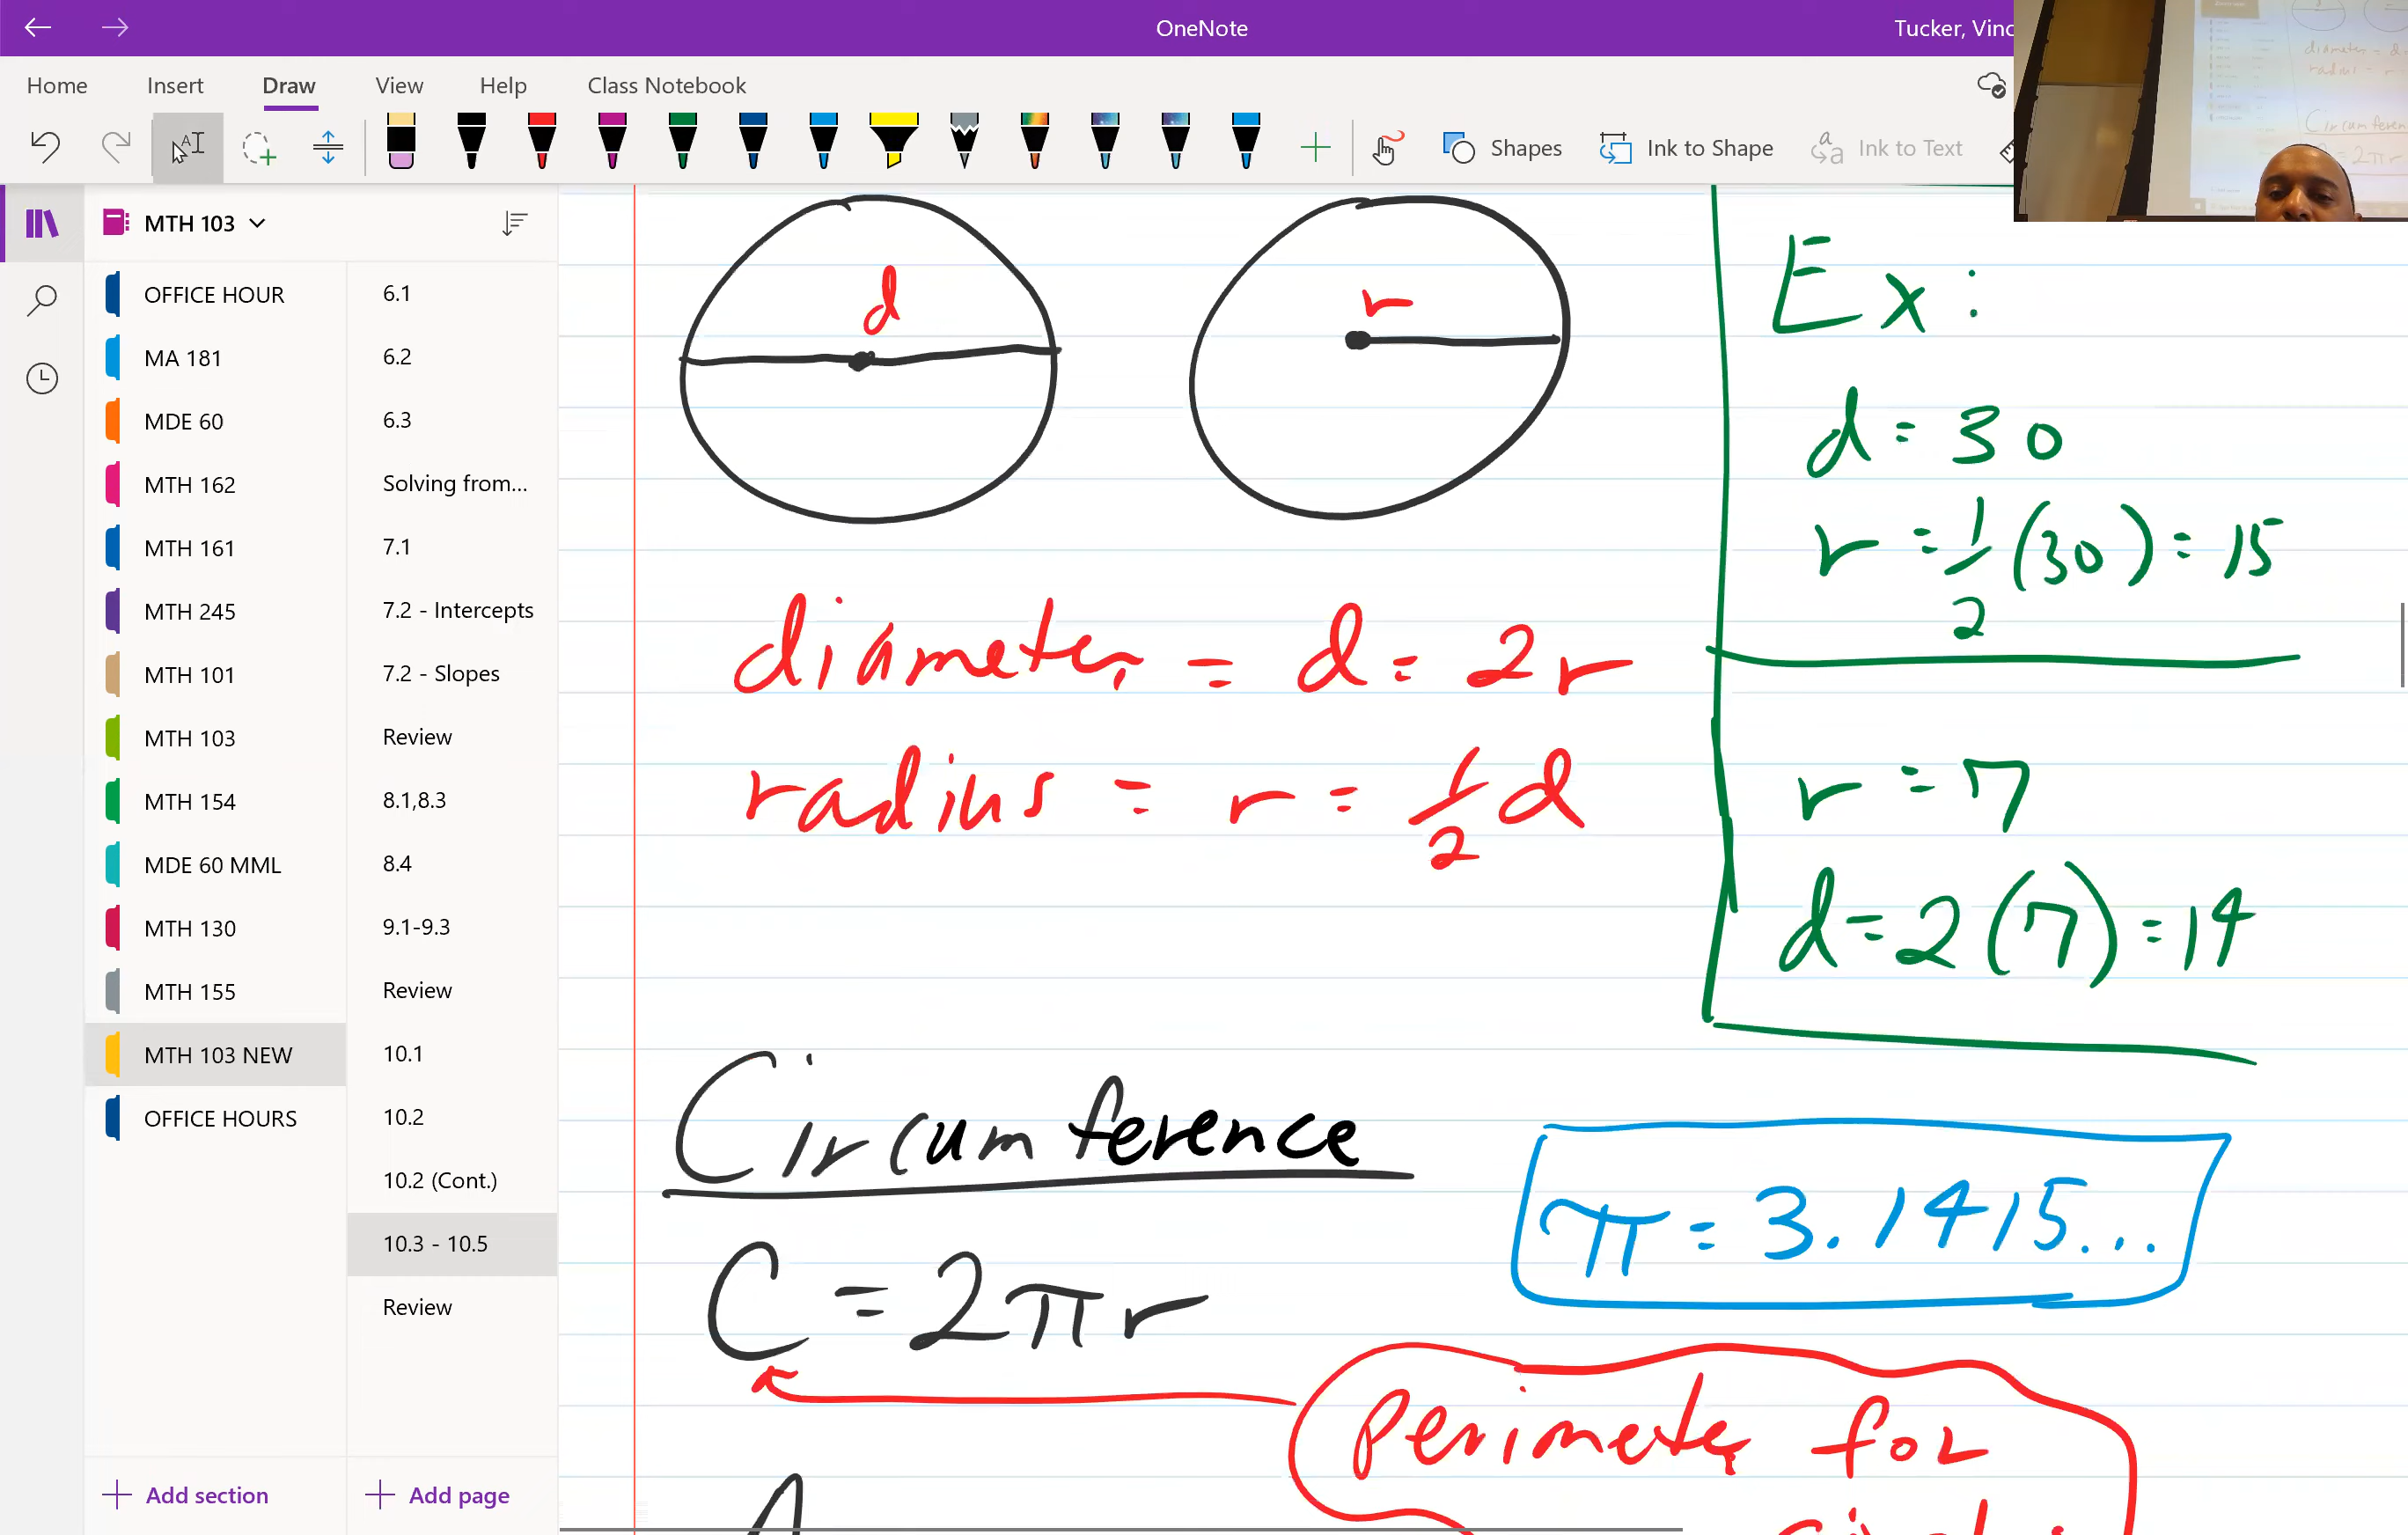 OneNote
Tucker, Vinc
Home
Insert
Draw
View
Help
Class Notebook
Shapes
Ink to Shape
Ink to Text
MTH 103
OFFICE HOUR
MA 181
MDE 60
MTH 162
MTH 161
MTH 245
MTH 101
MTH 103
MTH 154
MDE 60 MML
MTH 130
MTH 155
MTH 103 NEW
OFFICE HOURS
Add section
6.1
6.2
6.3
Solving from...
7.1
7.2 - Intercepts
7.2 - Slopes
Review
8.1,8.3
8.4
9.1-9.3
Review
10.1
10.2
10.2 (Cont.)
10.3 - 10.5
Review
Add page
d
r
diameter = d = 2r
radius = r = 1/2 d
Ex:
d = 30
r = 1/2 (30) = 15
r = 7
d = 2(7) = 14
Circumference
C = 2πr
π = 3.1415...
Perimeter for